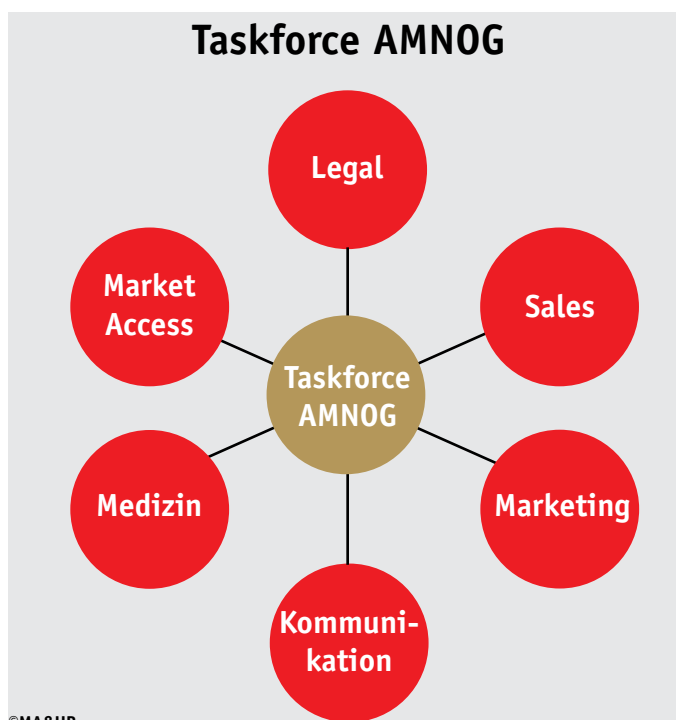 Taskforce AMNOG
Legal
Market
Access
Sales
Taskforce
AMNOG
Medizin
Marketing
Kommuni-
kation